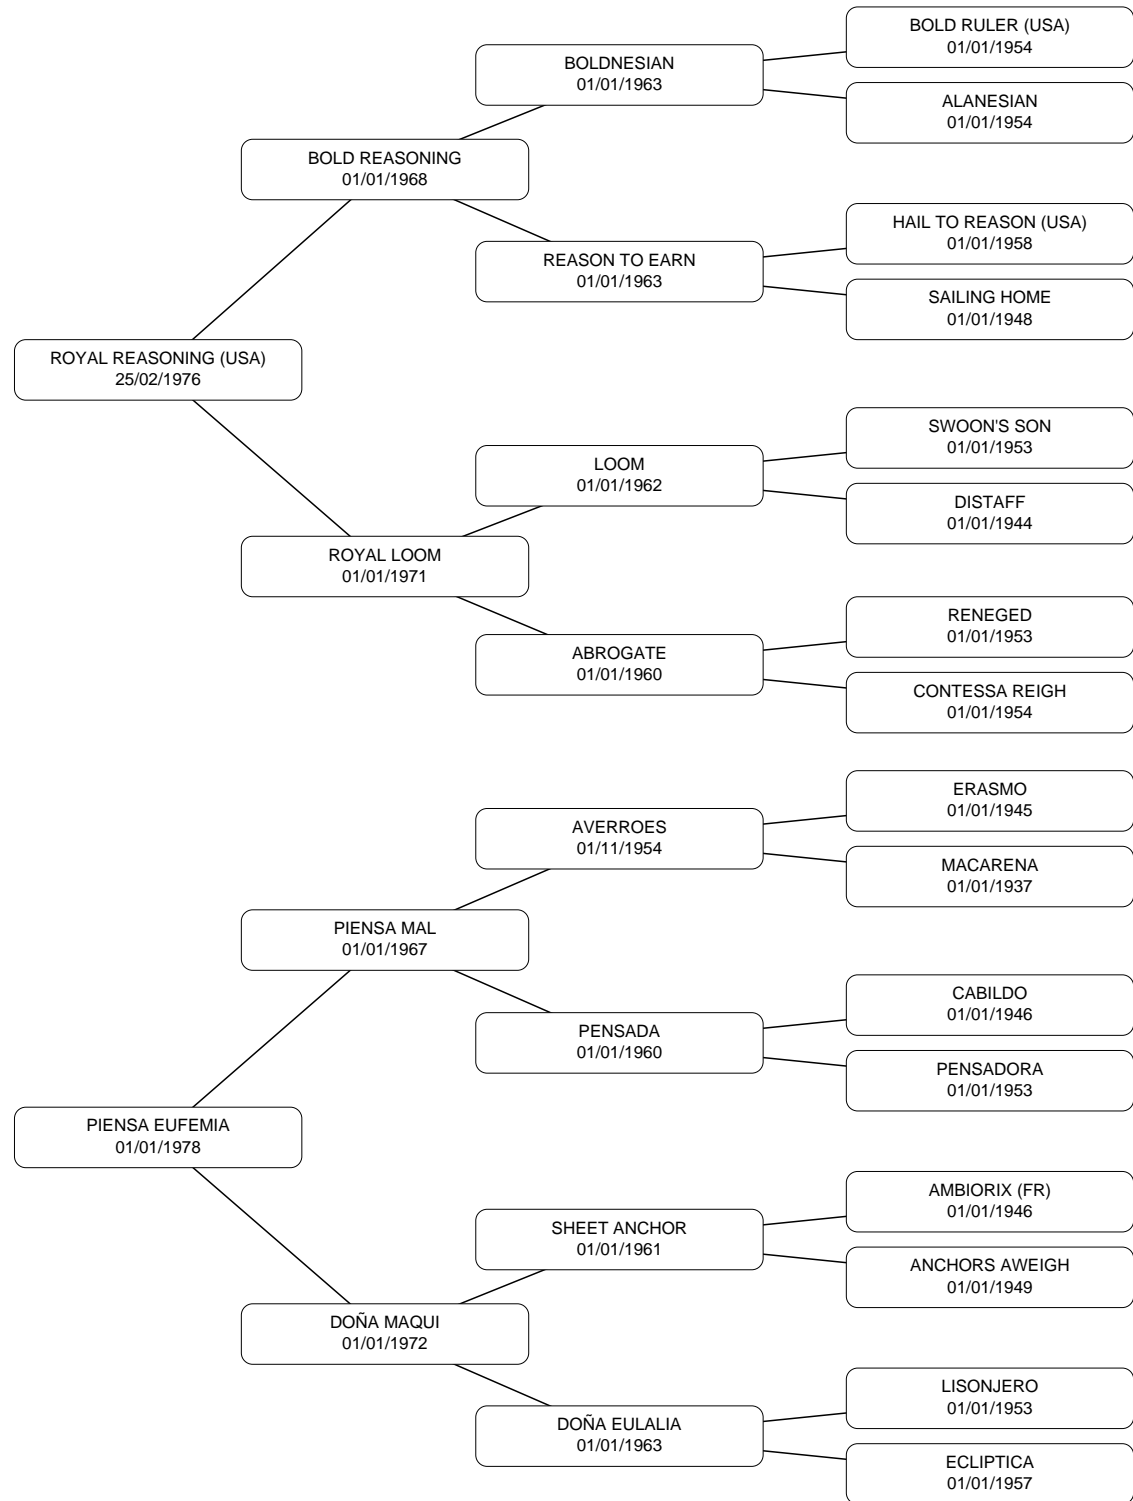 BOLD RULER (USA)
01/01/1954
BOLDNESIAN
01/01/1963
ALANESIAN
01/01/1954
BOLD REASONING
01/01/1968
HAIL TO REASON (USA)
01/01/1958
REASON TO EARN
01/01/1963
SAILING HOME
01/01/1948
ROYAL REASONING (USA)
25/02/1976
SWOON'S SON
01/01/1953
LOOM
01/01/1962
DISTAFF
01/01/1944
ROYAL LOOM
01/01/1971
RENEGED
01/01/1953
ABROGATE
01/01/1960
CONTESSA REIGH
01/01/1954
ERASMO
01/01/1945
AVERROES
01/11/1954
MACARENA
01/01/1937
PIENSA MAL
01/01/1967
CABILDO
01/01/1946
PENSADA
01/01/1960
PENSADORA
01/01/1953
PIENSA EUFEMIA
01/01/1978
AMBIORIX (FR)
01/01/1946
SHEET ANCHOR
01/01/1961
ANCHORS AWEIGH
01/01/1949
DOÑA MAQUI
01/01/1972
LISONJERO
01/01/1953
DOÑA EULALIA
01/01/1963
ECLIPTICA
01/01/1957